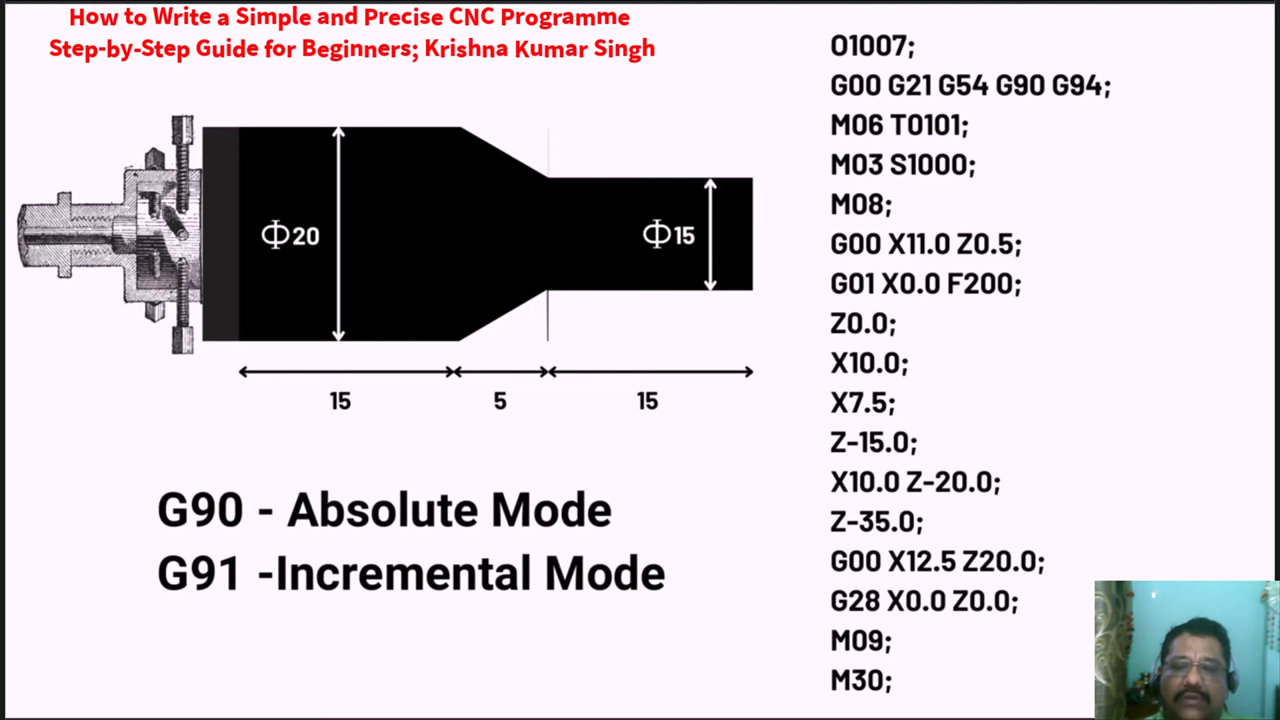 How to Write a Simple and Precise CNC Programme
Step-by-Step Guide for Beginners; Krishna Kumar Singh
O1007;
G00 G21 G54 G90 G94;
M06 T0101;
M03 S1000;
M08;
G00 X11.0 Z0.5;
G01 X0.0 F200;
Z0.0;
X10.0;
X7.5;
Z-15.0;
X10.0 Z-20.0;
Z-35.0;
G00 X12.5 Z20.0;
G28 X0.0 Z0.0;
M09;
M30;
Φ20
Φ15
15
5
15
G90 - Absolute Mode
G91 -Incremental Mode